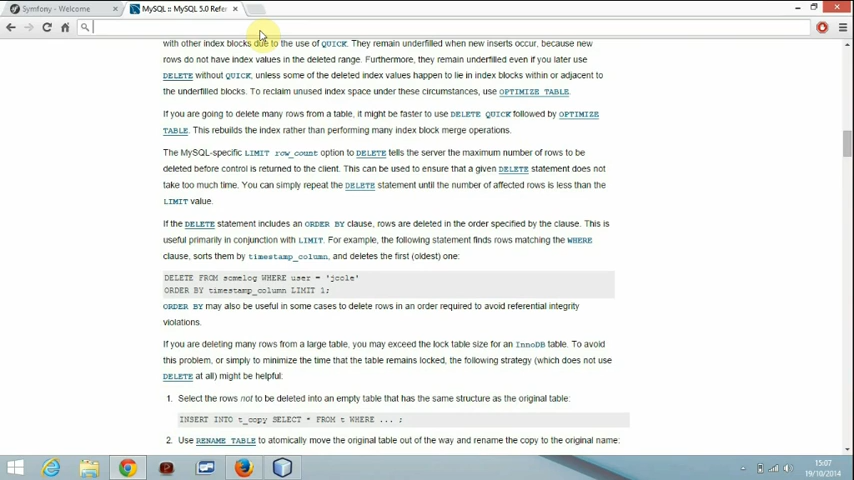 Symfony - Welcome
MySQL :: MySQL 5.0 Refer
with other index blocks due to the use of QUICK. They remain underfilled when new inserts occur, because new
rows do not have index values in the deleted range. Furthermore, they remain underfilled even if you later use
DELETE without QUICK, unless some of the deleted index values happen to lie in index blocks within or adjacent to
the underfilled blocks. To reclaim unused index space under these circumstances, use OPTIMIZE TABLE.
If you are going to delete many rows from a table, it might be faster to use DELETE QUICK followed by OPTIMIZE
TABLE. This rebuilds the index rather than performing many index block merge operations.
The MySQL-specific LIMIT row_count option to DELETE tells the server the maximum number of rows to be
deleted before control is returned to the client. This can be used to ensure that a given DELETE statement does not
take too much time. You can simply repeat the DELETE statement until the number of affected rows is less than the
LIMIT value.
If the DELETE statement includes an ORDER BY clause, rows are deleted in the order specified by the clause. This is
useful primarily in conjunction with LIMIT. For example, the following statement finds rows matching the WHERE
clause, sorts them by timestamp_column, and deletes the first (oldest) one:
DELETE FROM somelog WHERE user = 'jcole'
ORDER BY timestamp_column LIMIT 1;
ORDER BY may also be useful in some cases to delete rows in an order required to avoid referential integrity
violations.
If you are deleting many rows from a large table, you may exceed the lock table size for an InnoDB table. To avoid
this problem, or simply to minimize the time that the table remains locked, the following strategy (which does not use
DELETE at all) might be helpful:
1. Select the rows not to be deleted into an empty table that has the same structure as the original table:
INSERT INTO t_copy SELECT * FROM t WHERE ... ;
2. Use RENAME TABLE to atomically move the original table out of the way and rename the copy to the original name:
15:07
19/10/2014